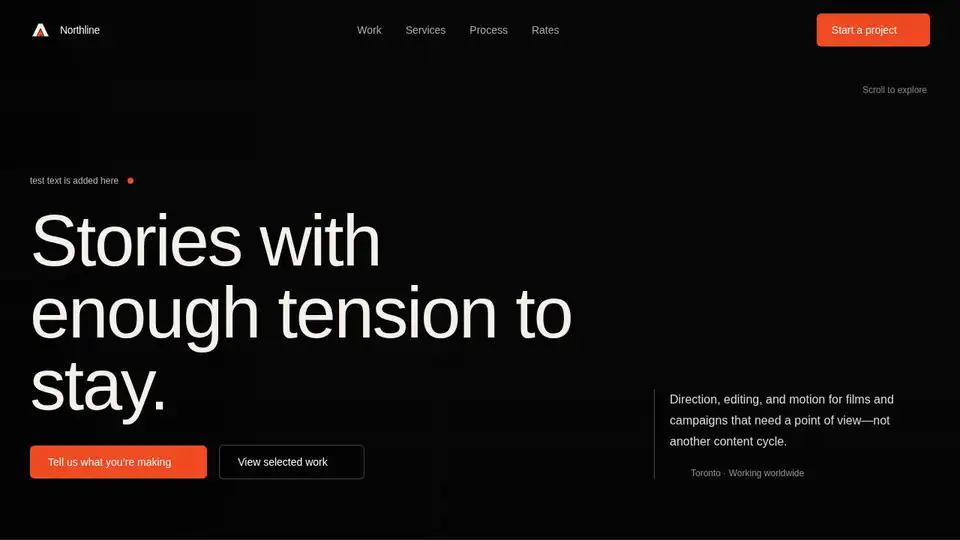 Northline
Work
Services
Process
Rates
Start a project
Scroll to explore
test text is added here
Stories with
enough tension to
stay.
Direction, editing, and motion for films and
campaigns that need a point of view—not
another content cycle.
Tell us what you’re making
View selected work
Toronto · Working worldwide